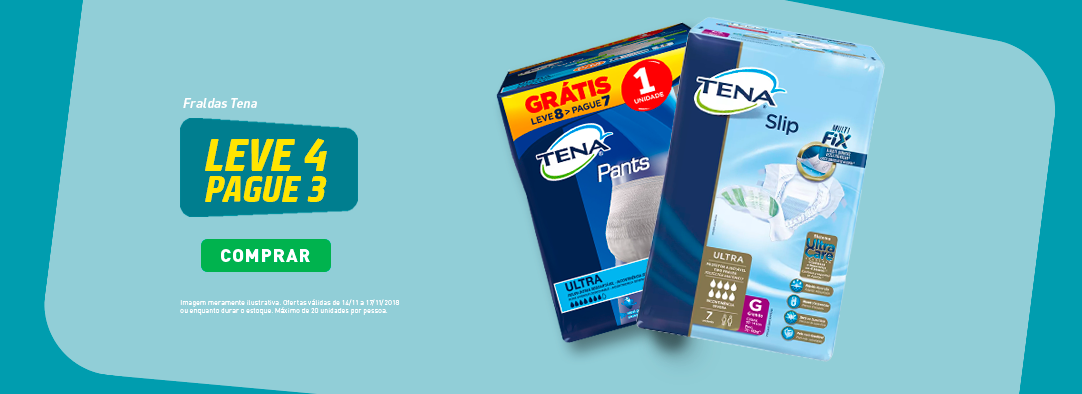 Fraldas Tena
LEVE 4
PAGUE 3
COMPRAR
Imagem meramente ilustrativa. Ofertas válidas de 14/11 a 17/11/2018
ou enquanto durar o estoque. Máximo de 20 unidades por pessoa.
GRÁTIS
LEVE 8 > PAGUE 7
1
UNIDADE
TENA
Pants
ULTRA
TENA
Slip
MULTI
FiX
ULTRA
INCONTINÊNCIA
7
G
Grande
Ultra
Care